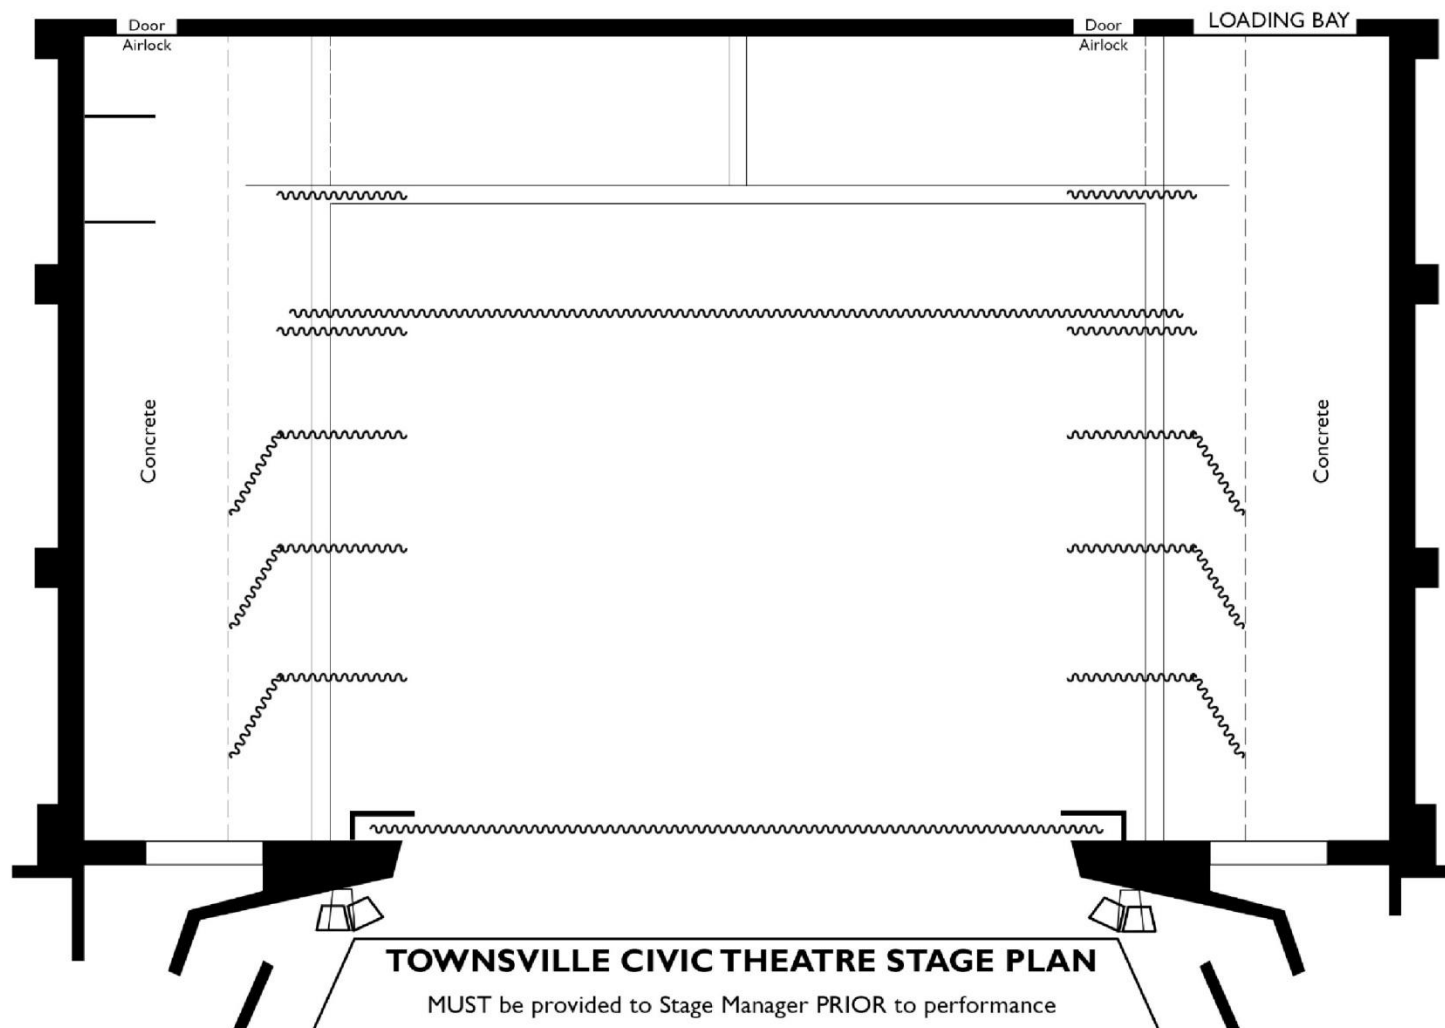 Door
Airlock
Door
Airlock
LOADING BAY
Concrete
Concrete
TOWNSVILLE CIVIC THEATRE STAGE PLAN
MUST be provided to Stage Manager PRIOR to performance